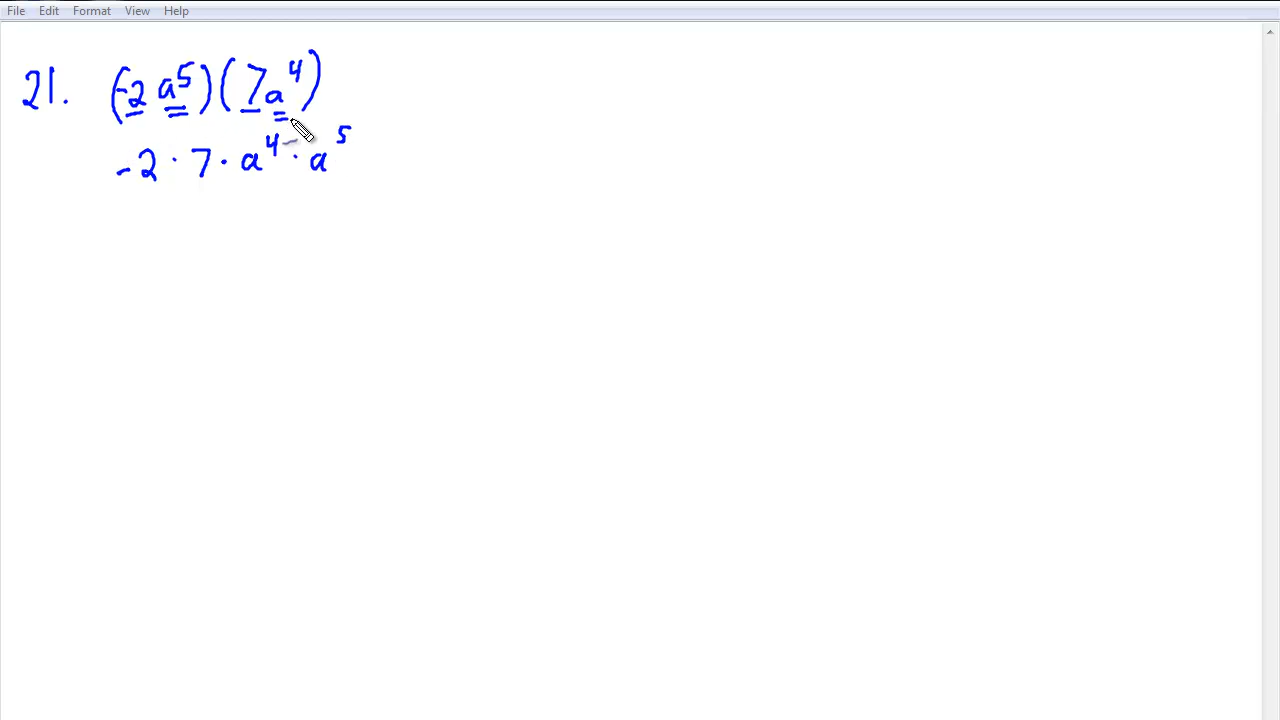 File Edit Format View Help
21. (-2a⁵)(7a⁴)
-2 · 7 · a⁴ · a⁵